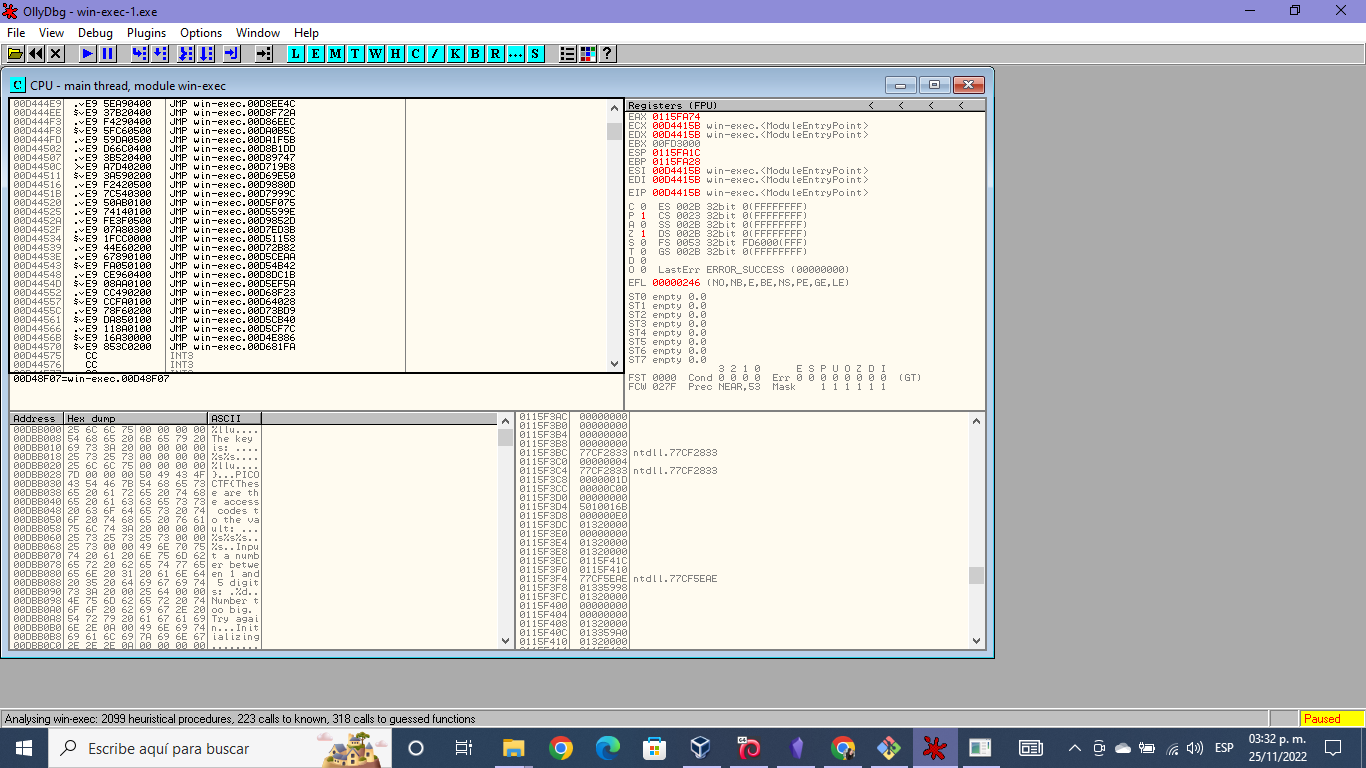 OllyDbg - win-exec-1.exe
File View Debug Plugins Options Window Help
L E M T W H C / K B R ... S ?
C CPU - main thread, module win-exec
00D444E9 .vE9 5EA90400 JMP win-exec.00D8EE4C
00D444EE .vE9 37B20400 JMP win-exec.00D8F72A
00D444F3 .vE9 F4290400 JMP win-exec.00D86EEC
00D444F8 $vE9 5FC60500 JMP win-exec.00DA0B5C
00D444FD .vE9 59DA0500 JMP win-exec.00DA1F5B
00D44502 .vE9 D66C0400 JMP win-exec.00D8B1DD
00D44507 .vE9 3B520400 JMP win-exec.00D89747
00D4450C >vE9 A7D40200 JMP win-exec.00D719B8
00D44511 $vE9 3A590200 JMP win-exec.00D69E50
00D44516 .vE9 F2420500 JMP win-exec.00D9880D
00D4451B .vE9 7C540300 JMP win-exec.00D7999C
00D44520 .vE9 50AB0100 JMP win-exec.00D5F075
00D44525 .vE9 74140100 JMP win-exec.00D5599E
00D4452A .vE9 FE3F0500 JMP win-exec.00D9852D
00D4452F .vE9 07A80300 JMP win-exec.00D7ED3B
00D44534 $vE9 1FCC0000 JMP win-exec.00D51158
00D44539 .vE9 44E60200 JMP win-exec.00D72B82
00D4453E .vE9 67890100 JMP win-exec.00D5CEAA
00D44543 $vE9 FA050100 JMP win-exec.00D54B42
00D44548 .vE9 CE960400 JMP win-exec.00D8DC1B
00D4454D $vE9 08AA0100 JMP win-exec.00D5EF5A
00D44552 .vE9 CC490200 JMP win-exec.00D68F23
00D44557 $vE9 CCFA0100 JMP win-exec.00D64028
00D4455C .vE9 78F60200 JMP win-exec.00D73BD9
00D44561 $vE9 DA850100 JMP win-exec.00D5CB40
00D44566 .vE9 118A0100 JMP win-exec.00D5CF7C
00D4456B $vE9 16A30000 JMP win-exec.00D4E886
00D44570 $vE9 853C0200 JMP win-exec.00D681FA
00D44575 CC INT3
00D44576 CC INT3
00D48F07=win-exec.00D48F07
Registers (FPU) < < < <
EAX 0115FA74
ECX 00D4415B win-exec.<ModuleEntryPoint>
EDX 00D4415B win-exec.<ModuleEntryPoint>
EBX 00FD3000
ESP 0115FA1C
EBP 0115FA28
ESI 00D4415B win-exec.<ModuleEntryPoint>
EDI 00D4415B win-exec.<ModuleEntryPoint>
EIP 00D4415B win-exec.<ModuleEntryPoint>
C 0 ES 002B 32bit 0(FFFFFFFF)
P 1 CS 0023 32bit 0(FFFFFFFF)
A 0 SS 002B 32bit 0(FFFFFFFF)
Z 1 DS 002B 32bit 0(FFFFFFFF)
S 0 FS 0053 32bit FD6000(FFF)
T 0 GS 002B 32bit 0(FFFFFFFF)
D 0
O 0 LastErr ERROR_SUCCESS (00000000)
EFL 00000246 (NO,NB,E,BE,NS,PE,GE,LE)
ST0 empty 0.0
ST1 empty 0.0
ST2 empty 0.0
ST3 empty 0.0
ST4 empty 0.0
ST5 empty 0.0
ST6 empty 0.0
ST7 empty 0.0
3 2 1 0 E S P U O Z D I
FST 0000 Cond 0 0 0 0 Err 0 0 0 0 0 0 0 0 (GT)
FCW 027F Prec NEAR,53 Mask 1 1 1 1 1 1
Address Hex dump ASCII
00DBB000 25 6C 6C 75 00 00 00 00 %llu....
00DBB008 54 68 65 20 6B 65 79 20 The key
00DBB010 69 73 3A 20 00 00 00 00 is: ....
00DBB018 25 73 25 73 00 00 00 00 %s%s....
00DBB020 25 6C 6C 75 00 00 00 00 %llu....
00DBB028 7D 00 00 00 50 49 43 4F }...PICO
00DBB030 43 54 46 7B 54 68 65 73 CTF{Thes
00DBB038 65 20 61 72 65 20 74 68 e are th
00DBB040 65 20 61 63 63 65 73 73 e access
00DBB048 20 63 6F 64 65 73 20 74 codes t
00DBB050 6F 20 74 68 65 20 76 61 o the va
00DBB058 75 6C 74 3A 20 00 00 00 ult: ...
00DBB060 25 73 25 73 25 73 00 00 %s%s%s..
00DBB068 25 73 00 00 49 6E 70 75 %s..Inpu
00DBB070 74 20 61 20 6E 75 6D 62 t a numb
00DBB078 65 72 20 62 65 74 77 65 er betwe
00DBB080 65 6E 20 31 20 61 6E 64 en 1 and
00DBB088 20 35 20 64 69 67 69 74 5 digit
00DBB090 73 3A 20 00 25 64 00 00 s: .%d..
00DBB098 4E 75 6D 62 65 72 20 74 Number t
00DBB0A0 6F 6F 20 62 69 67 2E 20 oo big.
00DBB0A8 54 72 79 20 61 67 61 69 Try agai
00DBB0B0 6E 2E 0A 00 49 6E 69 74 n...Init
00DBB0B8 69 61 6C 69 7A 69 6E 67 ializing
00DBB0C0 2E 2E 2E 0A 00 00 00 00 ........
0115F3AC 00000000
0115F3B0 00000000
0115F3B4 00000000
0115F3B8 00000000
0115F3BC 77CF2833 ntdll.77CF2833
0115F3C0 00000004
0115F3C4 77CF2833 ntdll.77CF2833
0115F3C8 0000001D
0115F3CC 00000C00
0115F3D0 00000000
0115F3D4 5010016B
0115F3D8 000000E0
0115F3DC 01320000
0115F3E0 00000000
0115F3E4 01320000
0115F3E8 01320000
0115F3EC 0115F41C
0115F3F0 0115F410
0115F3F4 77CF5EAE ntdll.77CF5EAE
0115F3F8 01335998
0115F3FC 01320000
0115F400 00000000
0115F404 00000000
0115F408 01320000
0115F40C 013359A0
0115F410 01320000
Analysing win-exec: 2099 heuristical procedures, 223 calls to known, 318 calls to guessed functions
Paused
Escribe aquí para buscar
ESP
03:32 p. m.
25/11/2022